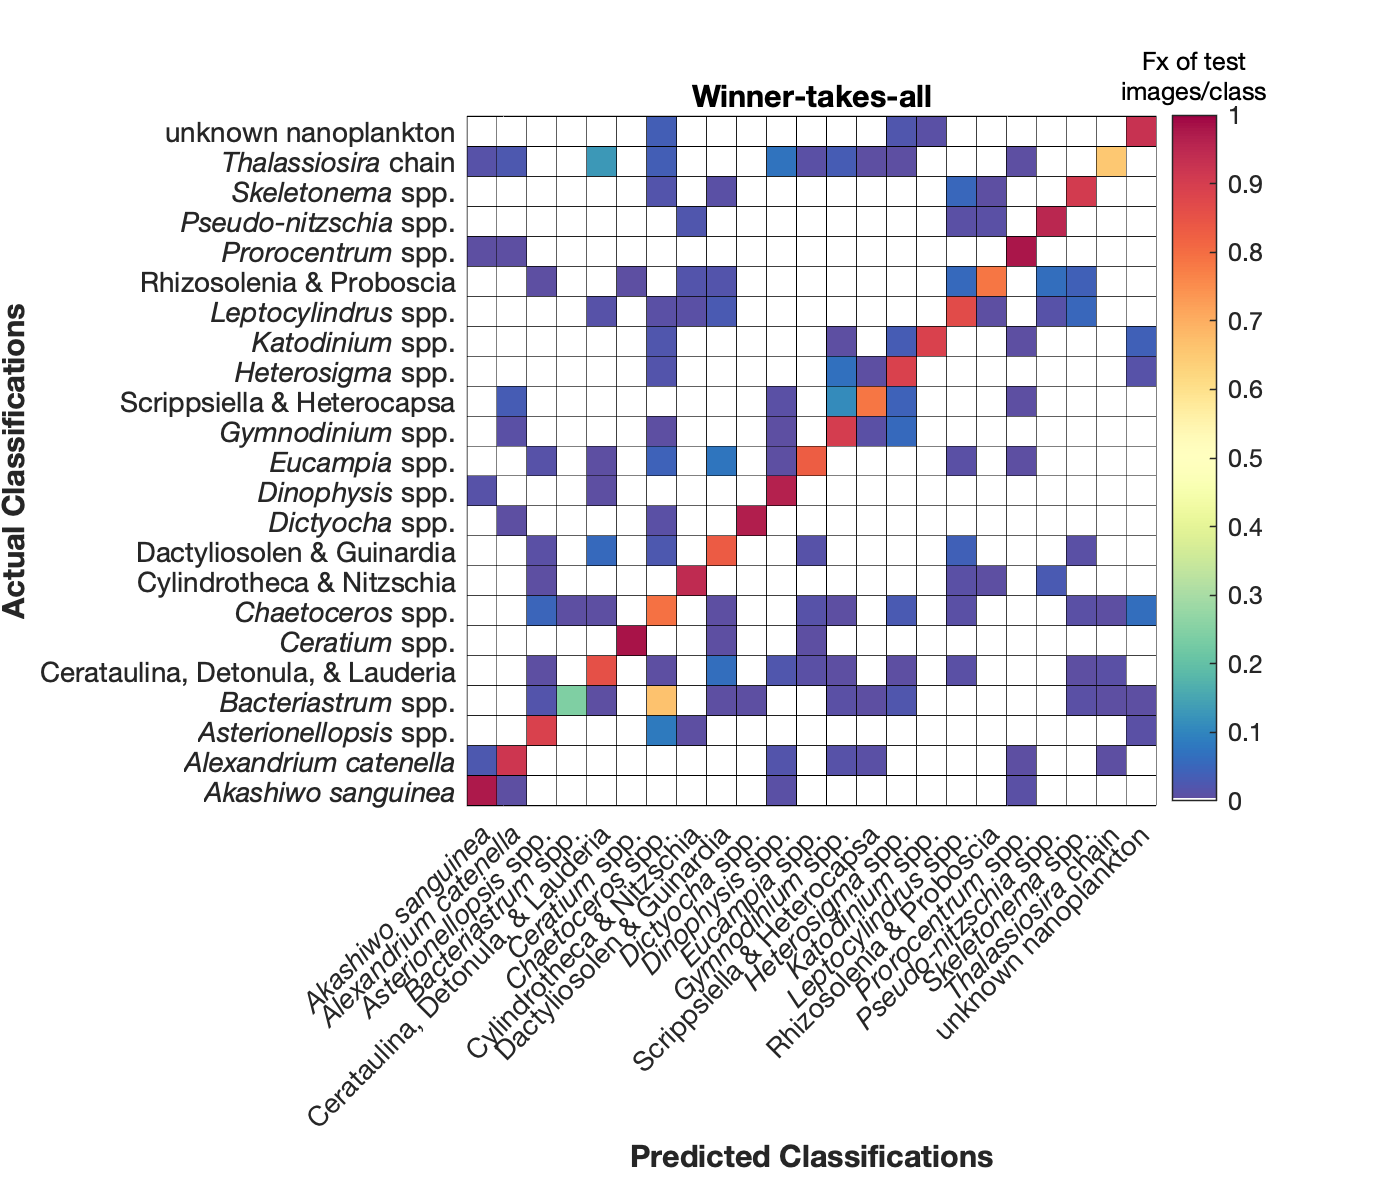 Fx of test
images/class
Winner-takes-all
Actual Classifications
unknown nanoplankton
Thalassiosira chain
Skeletonema spp.
Pseudo-nitzschia spp.
Prorocentrum spp.
Rhizosolenia & Proboscia
Leptocylindrus spp.
Katodinium spp.
Heterosigma spp.
Scrippsiella & Heterocapsa
Gymnodinium spp.
Eucampia spp.
Dinophysis spp.
Dictyocha spp.
Dactyliosolen & Guinardia
Cylindrotheca & Nitzschia
Chaetoceros spp.
Ceratium spp.
Cerataulina, Detonula, & Lauderia
Bacteriastrum spp.
Asterionellopsis spp.
Alexandrium catenella
Akashiwo sanguinea
1
0.9
0.8
0.7
0.6
0.5
0.4
0.3
0.2
0.1
0
Akashiwo sanguinea
Alexandrium catenella
Asterionellopsis spp.
Bacteriastrum spp.
Cerataulina, Detonula, & Lauderia
Ceratium spp.
Chaetoceros spp.
Cylindrotheca & Nitzschia
Dactyliosolen & Guinardia
Dictyocha spp.
Dinophysis spp.
Eucampia spp.
Gymnodinium spp.
Scrippsiella & Heterocapsa
Heterosigma spp.
Katodinium spp.
Leptocylindrus spp.
Rhizosolenia & Proboscia
Prorocentrum spp.
Pseudo-nitzschia spp.
Skeletonema spp.
Thalassiosira chain
unknown nanoplankton
Predicted Classifications